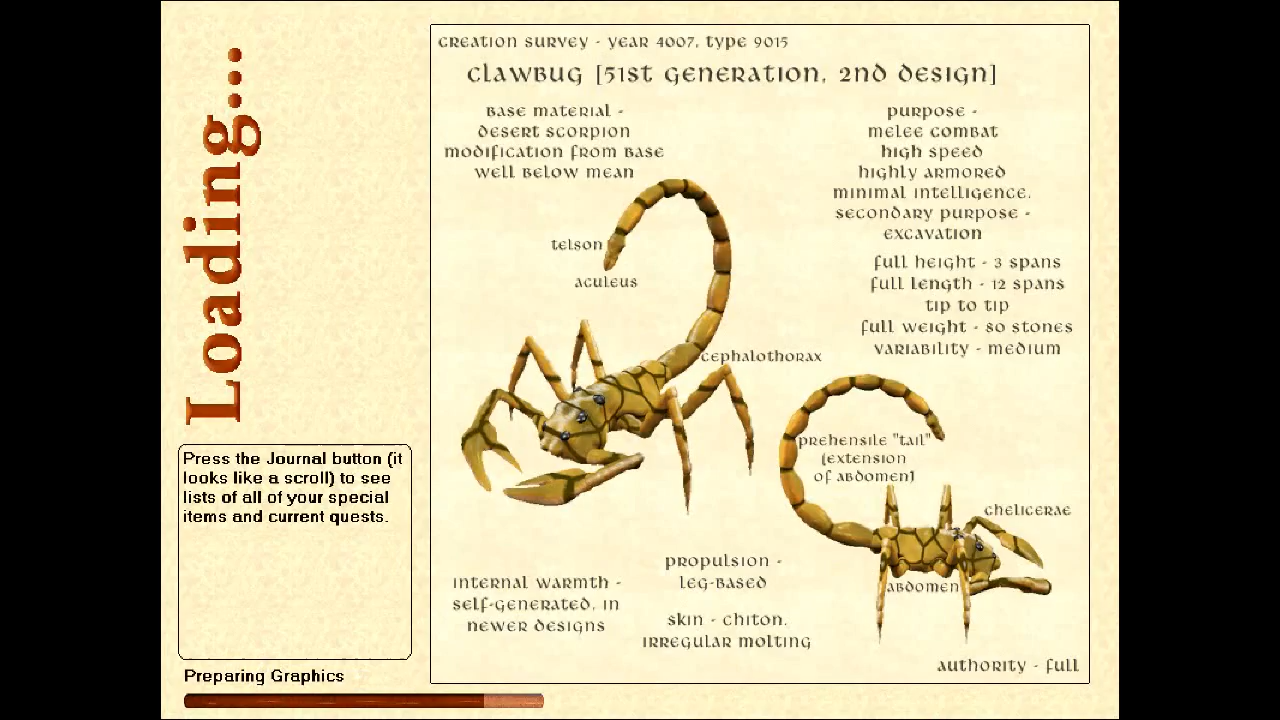 Loading...
Press the Journal button (it
looks like a scroll) to see
lists of all of your special
items and current quests.
Preparing Graphics
creation survey - year 4007, type 9015
clawbug [51st generation, 2nd design]
base material -
desert scorpion
modification from base
well below mean
purpose -
melee combat
high speed
highly armored
minimal intelligence.
secondary purpose -
excavation
full height - 3 spans
full length - 12 spans
tip to tip
full weight - 80 stones
variability - medium
telson
aculeus
cephalothorax
prehensile "tail"
[extension
of abdomen]
chelicerae
abdomen
propulsion -
leg-based
internal warmth -
self-generated, in
newer designs
skin - chiton,
irregular molting
authority - full